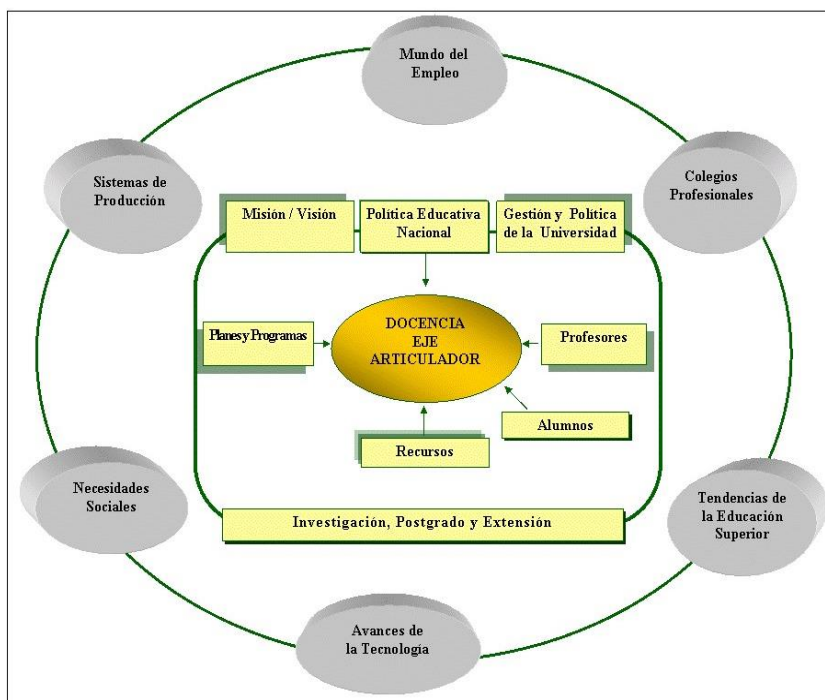 Mundo del
Empleo
Sistemas de
Producción
Colegios
Profesionales
Misión / Visión
Política Educativa
Nacional
Gestión y Política
de la Universidad
DOCENCIA
EJE
ARTICULADOR
Planes y Programas
Profesores
Alumnos
Recursos
Necesidades
Sociales
Tendencias de
la Educación
Superior
Investigación, Postgrado y Extensión
Avances de
la Tecnología